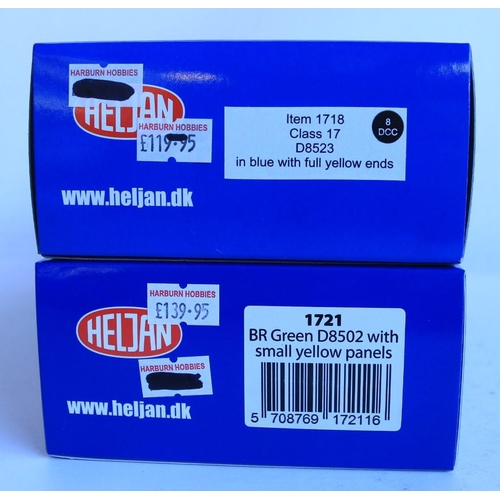 HARBURN HOBBIES
HELJAN
HARBURN HOBBIES
£119.95
www.heljan.dk
Item 1718
Class 17
D8523
in blue with full yellow ends
8
DCC
HARBURN HOBBIES
£139.95
HELJAN
HARBURN HOBBIES
www.heljan.dk
1721
BR Green D8502 with
small yellow panels
5 708769 172116